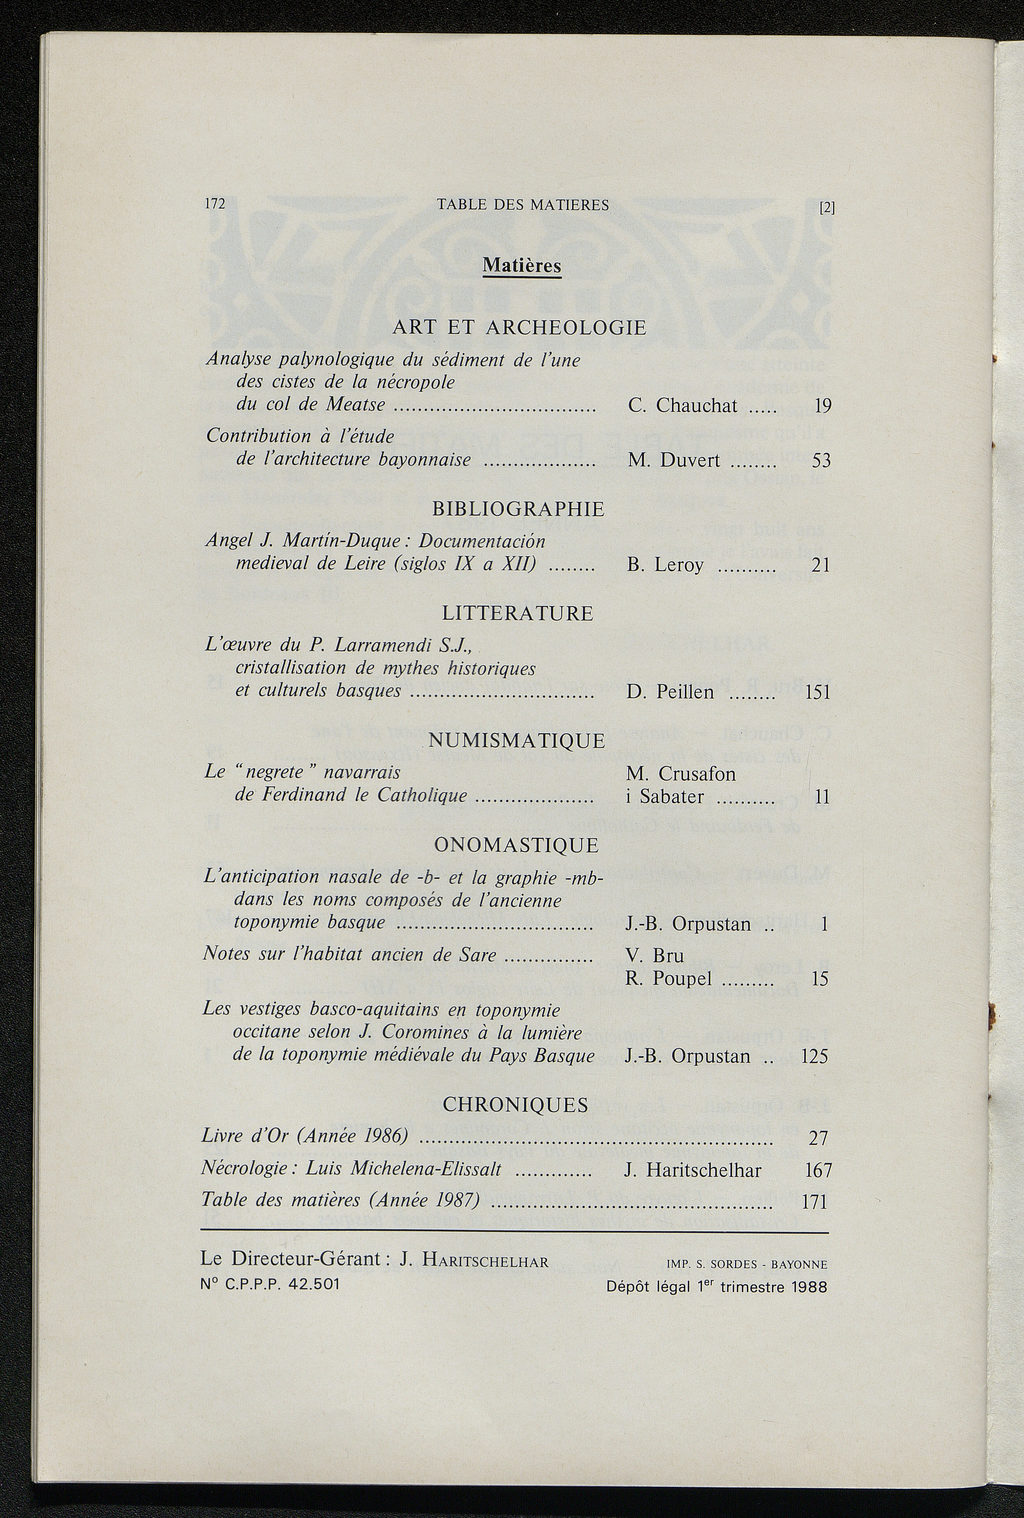 172 TABLE DES MATIERES [2]
Matières
ART ET ARCHEOLOGIE
Analyse palynologique du sédiment de l'une
des cistes de la nécropole
du col de Meatse .................................. C. Chauchat ..... 19
Contribution à l'étude
de l'architecture bayonnaise ................... M. Duvert ........ 53
BIBLIOGRAPHIE
Angel J. Martín-Duque : Documentación
medieval de Leire (siglos IX a XII) ........ B. Leroy .......... 21
LITTERATURE
L'œuvre du P. Larramendi S.J.,
cristallisation de mythes historiques
et culturels basques ............................... D. Peillen ........ 151
NUMISMATIQUE
Le “negrete” navarrais M. Crusafon
de Ferdinand le Catholique .................... i Sabater .......... 11
ONOMASTIQUE
L'anticipation nasale de -b- et la graphie -mb-
dans les noms composés de l'ancienne
toponymie basque ................................. J.-B. Orpustan .. 1
Notes sur l'habitat ancien de Sare ............... V. Bru
R. Poupel ......... 15
Les vestiges basco-aquitains en toponymie
occitane selon J. Coromines à la lumière
de la toponymie médiévale du Pays Basque J.-B. Orpustan .. 125
CHRONIQUES
Livre d'Or (Année 1986) ............................................................ 27
Nécrologie : Luis Michelena-Elissalt ............. J. Haritschelhar 167
Table des matières (Année 1987) ................................................ 171
Le Directeur-Gérant : J. HARITSCHELHAR IMP. S. SORDES - BAYONNE
N° C.P.P.P. 42.501 Dépôt légal 1er trimestre 1988